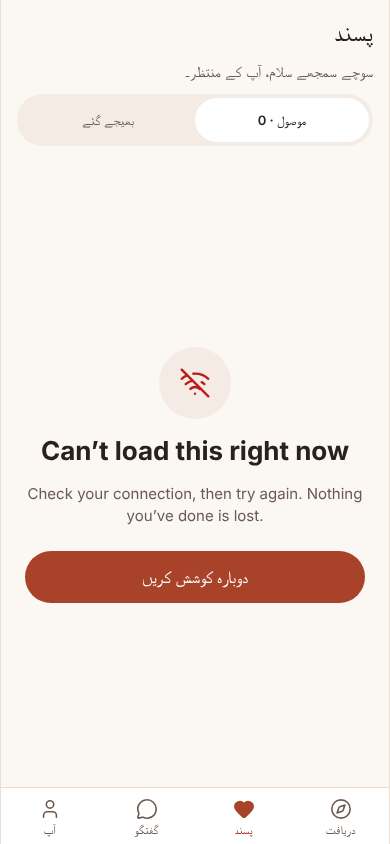 پسند
سوچے سمجھے سلام، آپ کے منتظر۔
موصول · 0
بھیجے گئے
Can’t load this right now
Check your connection, then try again. Nothing
you’ve done is lost.
دوبارہ کوشش کریں
دریافت
پسند
گفتگو
آپ